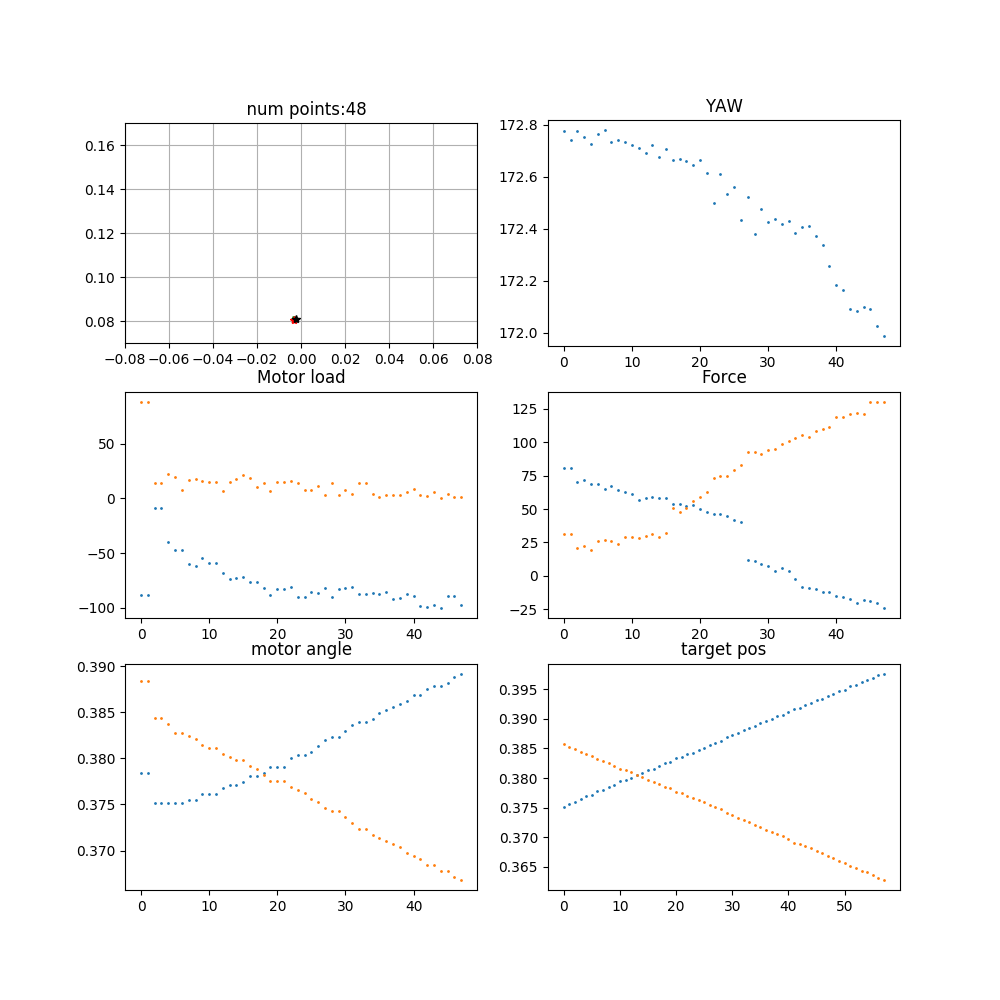 num points:48
0.16
0.14
0.12
0.10
0.08
−0.08 −0.06 −0.04 −0.02 0.00 0.02 0.04 0.06 0.08
YAW
172.8
172.6
172.4
172.2
172.0
0 10 20 30 40
Motor load
50
0
−50
−100
0 10 20 30 40
Force
125
100
75
50
25
0
−25
0 10 20 30 40
motor angle
0.390
0.385
0.380
0.375
0.370
0 10 20 30 40
target pos
0.395
0.390
0.385
0.380
0.375
0.370
0.365
0 10 20 30 40 50